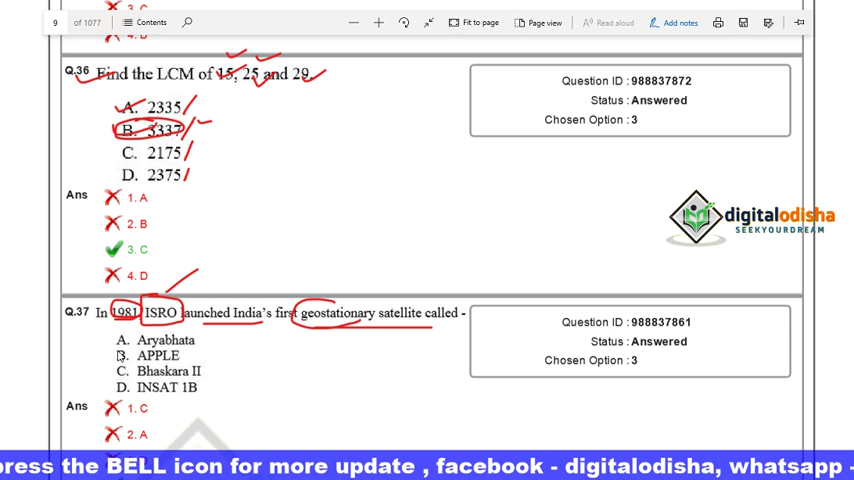 3. C
4. D
9 of 1077 Contents Fit to page Page view Read aloud Add notes
Q.36 Find the LCM of 15, 25 and 29.
A. 2335
B. 3337
C. 2175
D. 2375
Question ID : 988837872
Status : Answered
Chosen Option : 3
Ans 1. A
2. B
3. C
4. D
digitalodisha
SEEKYOURDREAM
Q.37 In 1981 ISRO launched India's first geostationary satellite called -
A. Aryabhata
B. APPLE
C. Bhaskara II
D. INSAT 1B
Question ID : 988837861
Status : Answered
Chosen Option : 3
Ans 1. C
2. A
press the BELL icon for more update , facebook - digitalodisha, whatsapp -